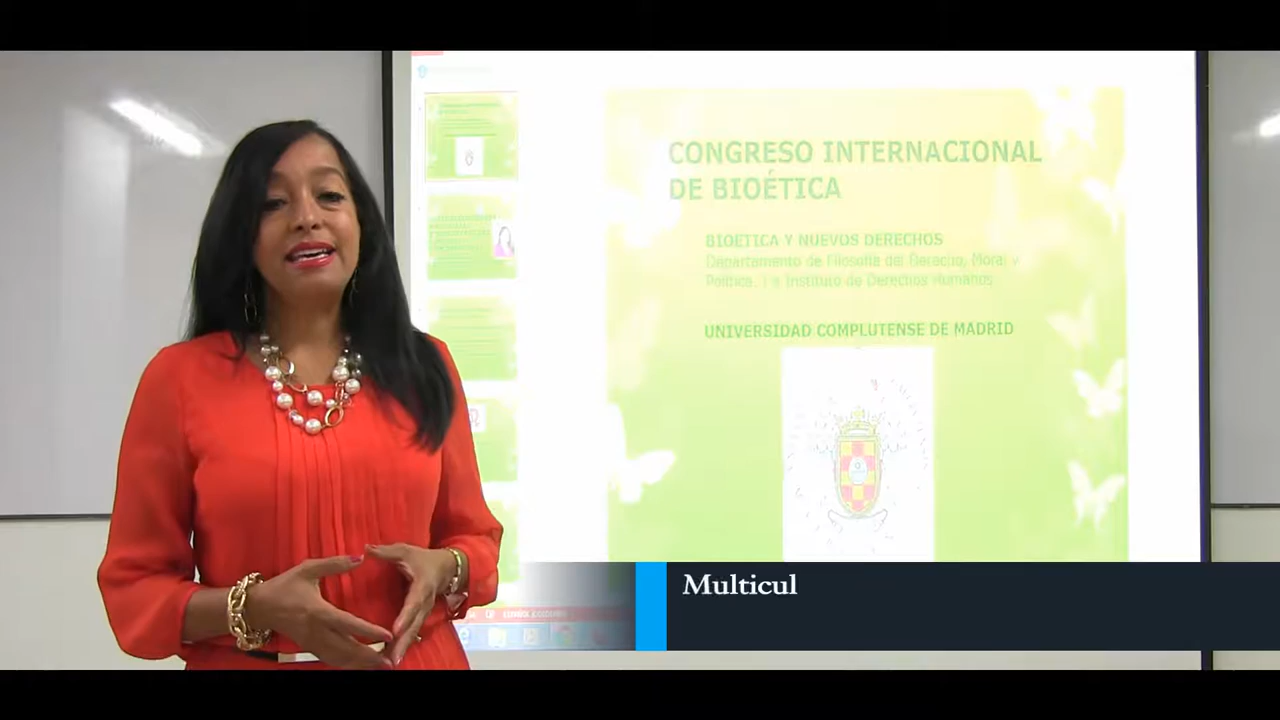 CONGRESO INTERNACIONAL
DE BIOÉTICA
BIOETICA Y NUEVOS DERECHOS
Departamento de Filosofía del Derecho, Moral y
Política, I e Instituto de Derechos Humanos
UNIVERSIDAD COMPLUTENSE DE MADRID
Multicul